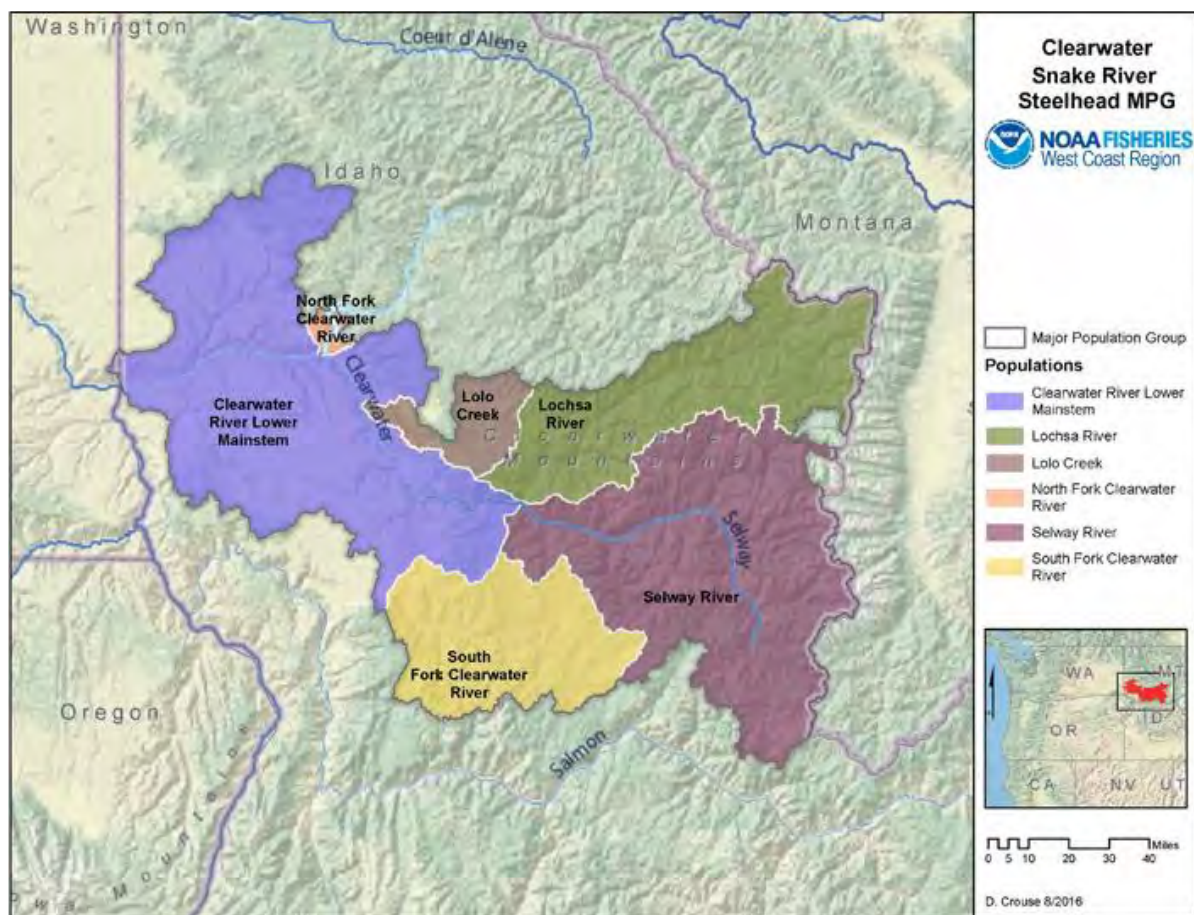 Washington
Coeur d'Alene
Idaho
Montana
North Fork
Clearwater
River
Clearwater
Lolo
Creek
Lochsa
River
Clearwater
River Lower
Mainstem
Clearwater
Mountains
Selway
Selway River
South
Fork Clearwater
River
Oregon
Salmon
Clearwater
Snake River
Steelhead MPG
NOAA
NOAA FISHERIES
West Coast Region
Major Population Group
Populations
Clearwater River Lower
Mainstem
Lochsa River
Lolo Creek
North Fork Clearwater
River
Selway River
South Fork Clearwater
River
WA
MT
OR
ID
CA
NV
UT
Miles
0 5 10 20 30 40
D. Crouse 8/2016